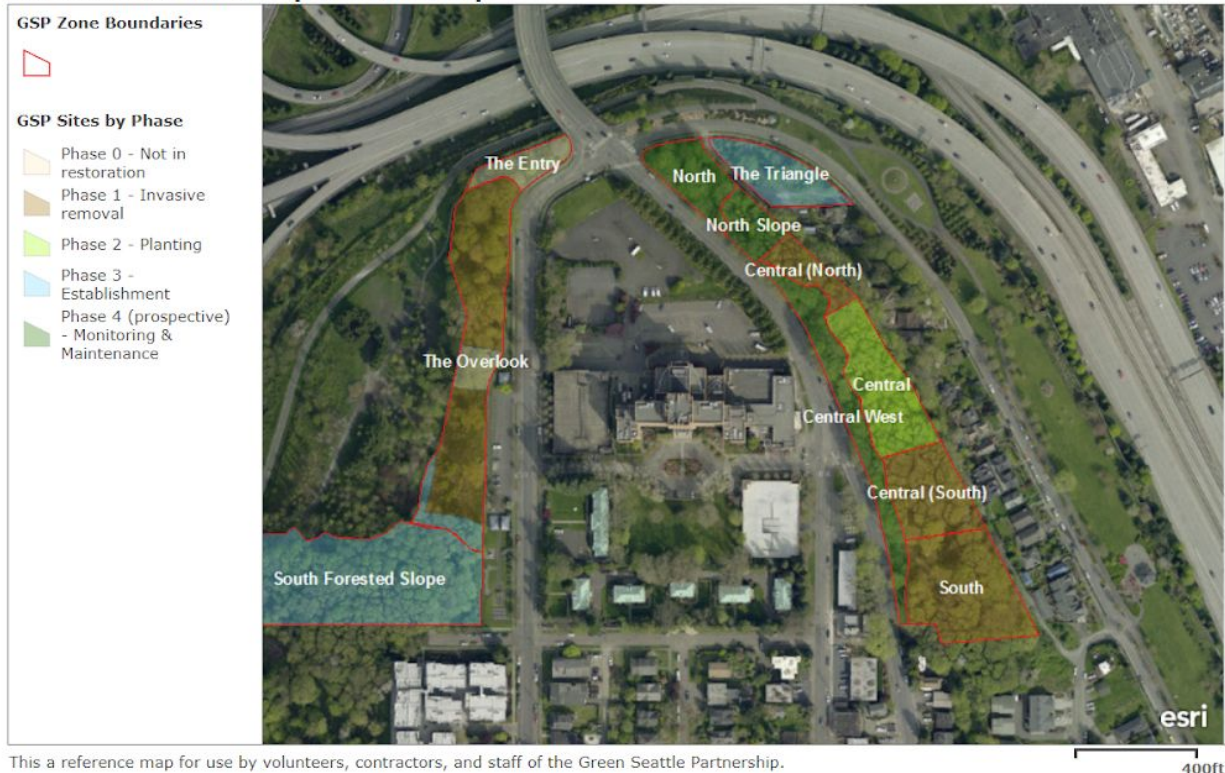 GSP Zone Boundaries
GSP Sites by Phase
Phase 0 - Not in
restoration
Phase 1 - Invasive
removal
Phase 2 - Planting
Phase 3 -
Establishment
Phase 4 (prospective)
- Monitoring &
Maintenance
The Entry
North
The Triangle
North Slope
Central (North)
The Overlook
Central
Central West
Central (South)
South Forested Slope
South
esri
This a reference map for use by volunteers, contractors, and staff of the Green Seattle Partnership.
400ft